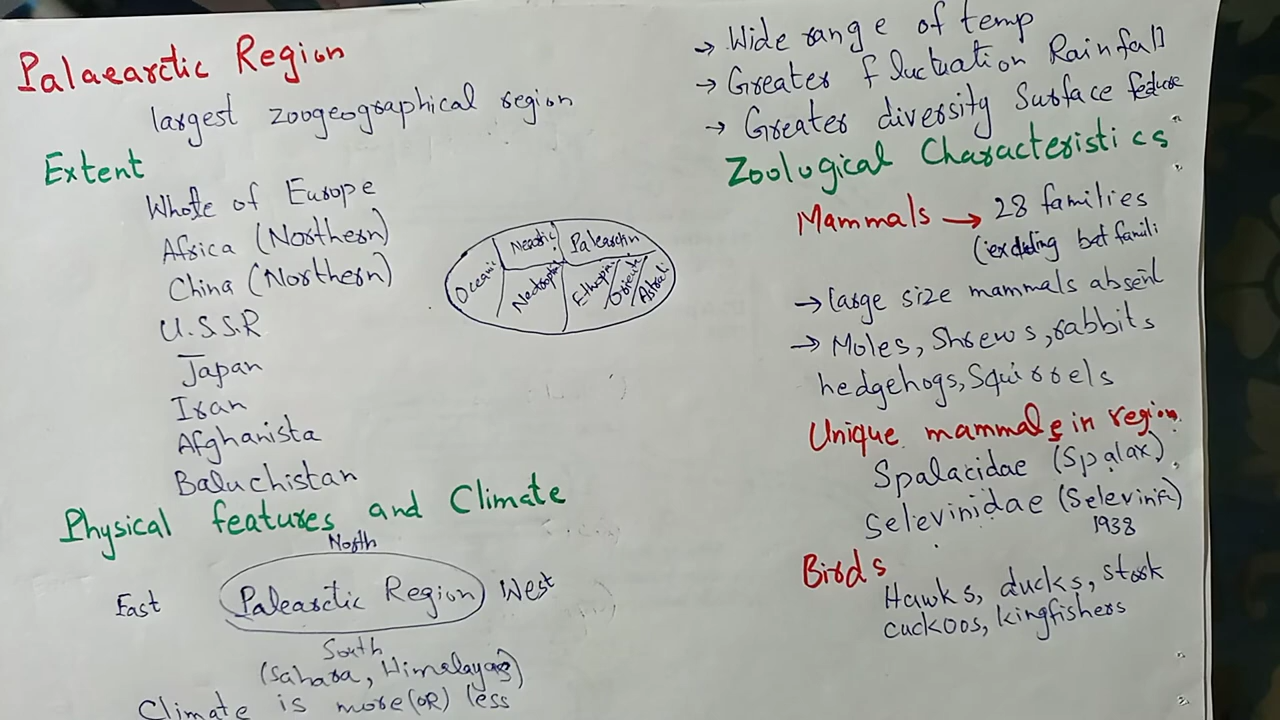 Palaearctic Region
largest zoogeographical region
Extent
Whole of Europe
Africa (Northern)
China (Northern)
U.S.S.R
Japan
Iran
Afghanista
Baluchistan
Oceanic
Nearctic
Palearctin
Neotropi
Ethiopia
Oriental
Physical features and Climate
North
East
Palearctic Region
West
South
(Sahara, Himalayas)
Climate is more (OR) less
→ Wide range of temp
→ Greater fluctuation Rainfall
→ Greater diversity Surface feature
Zoological Characteristics
Mammals → 28 families
(excluding bat famili
→ large size mammals absent
→ Moles, Shrews, rabbits
hedgehogs, Squirrels
Unique mammals in region
Spalacidae (Spalax),
Selevinidae (Selevini)
1938
Birds
Hawks, ducks, stork
cuckoos, kingfishers